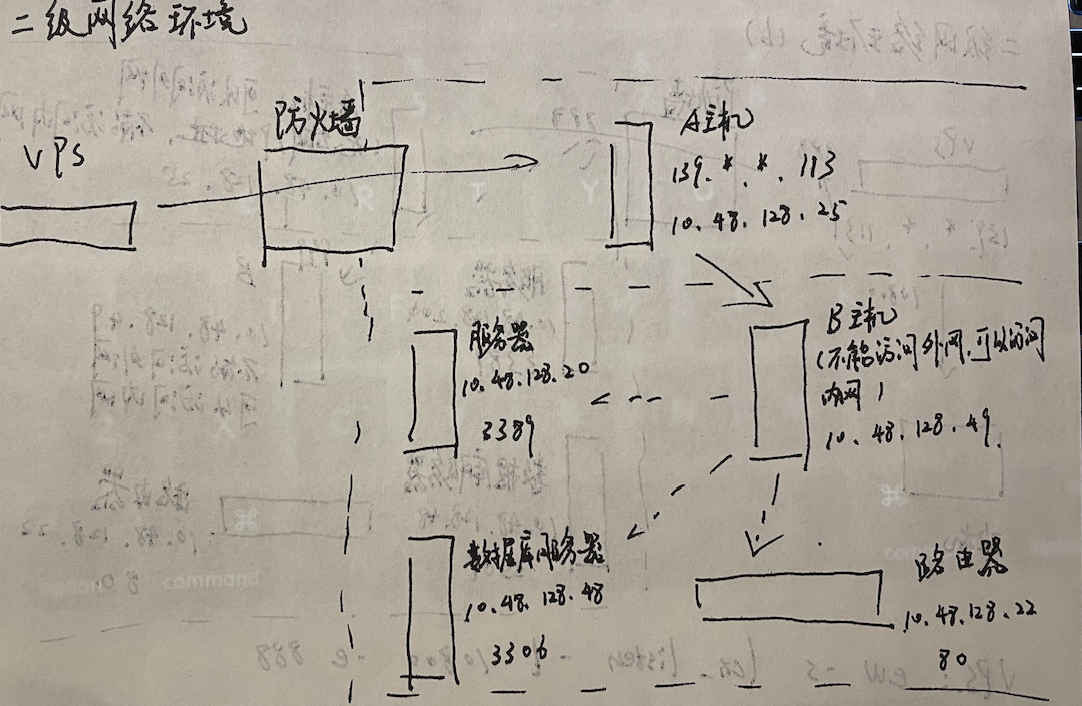 二级网络环境
VPS
防火墙
A主机
139.*.*.113
10.48.128.25
B主机
(不能访问外网,可以访问
内网)
10.48.128.49.
服务器
10.48.128.20
3389
数据库服务器
10.48.128.48
3306
路由器
10.48.128.22
80